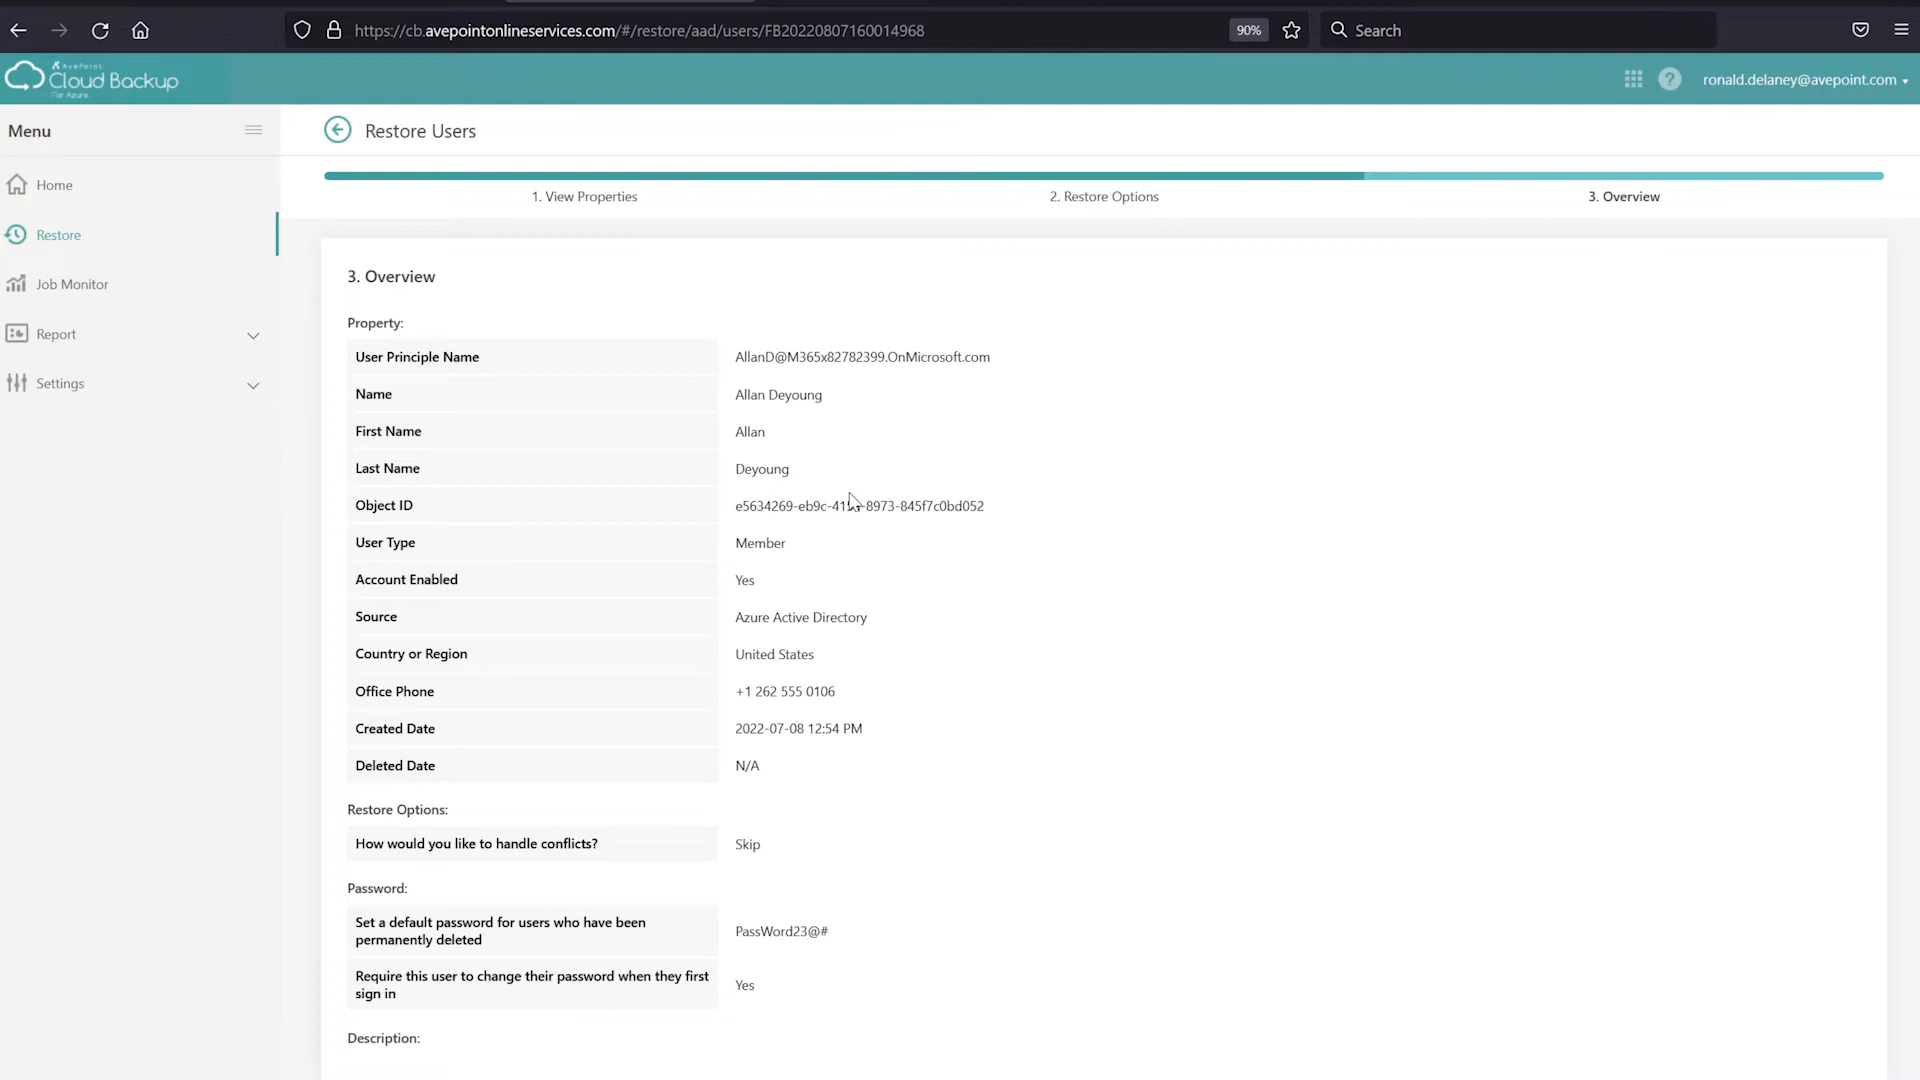 https://cb.avepointonlineservices.com/#/restore/aad/users/FB20220807160014968
90%
Search
AvePoint
Cloud Backup
For Azure
ronald.delaney@avepoint.com
Menu
Restore Users
Home
1. View Properties
2. Restore Options
3. Overview
Restore
Job Monitor
Report
Settings
3. Overview
Property:
User Principle Name AllanD@M365x82782399.OnMicrosoft.com
Name Allan Deyoung
First Name Allan
Last Name Deyoung
Object ID
User Type Member
Account Enabled Yes
Source Azure Active Directory
Country or Region United States
Office Phone +1 262 555 0106
Created Date 2022-07-08 12:54 PM
Deleted Date N/A
Restore Options:
How would you like to handle conflicts? Skip
Password:
Set a default password for users who have been
permanently deleted
PassWord23@#
Require this user to change their password when they first
sign in
Yes
Description: